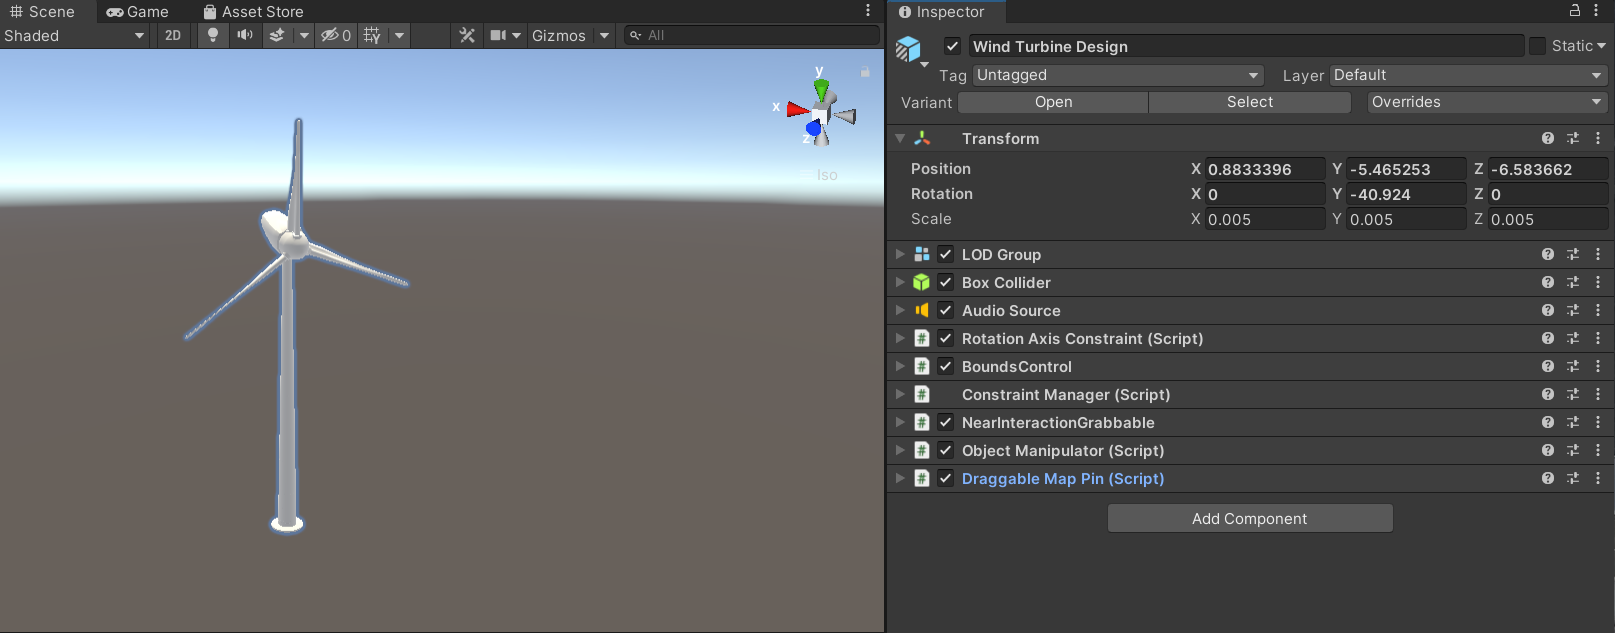 Scene Game Asset Store
Shaded 2D 0 Gizmos All
y
x
z
Iso
Inspector
Wind Turbine Design Static
Tag Untagged Layer Default
Variant Open Select Overrides
Transform
Position X 0.8833396 Y -5.465253 Z -6.583662
Rotation X 0 Y -40.924 Z 0
Scale X 0.005 Y 0.005 Z 0.005
LOD Group
Box Collider
Audio Source
# Rotation Axis Constraint (Script)
# BoundsControl
# Constraint Manager (Script)
# NearInteractionGrabbable
# Object Manipulator (Script)
# Draggable Map Pin (Script)
Add Component